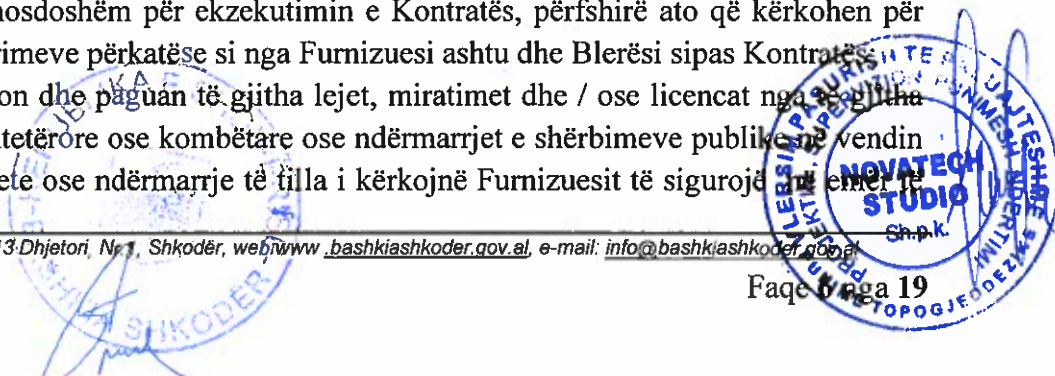 nosdoshëm për ekzekutimin e Kontratës, përfshirë ato që kërkohen për
rimeve përkatëse si nga Furnizuesi ashtu dhe Blerësi sipas Kontratës;
on dhe paguan të gjitha lejet, miratimet dhe / ose licencat nga të gjitha
tetërore ose kombëtare ose ndërmarrjet e shërbimeve publike në vendin
ete ose ndërmarrje të tilla i kërkojnë Furnizuesit të sigurojë në emër të
13 Dhjetori, Nr 1, Shkodër, web:www .bashkiashkoder.gov.al, e-mail: info@bashkiashkoder.gov.al
Faqe 6 nga 19
SHKODËR
NOVATECH
STUDIO
Sh.p.k.